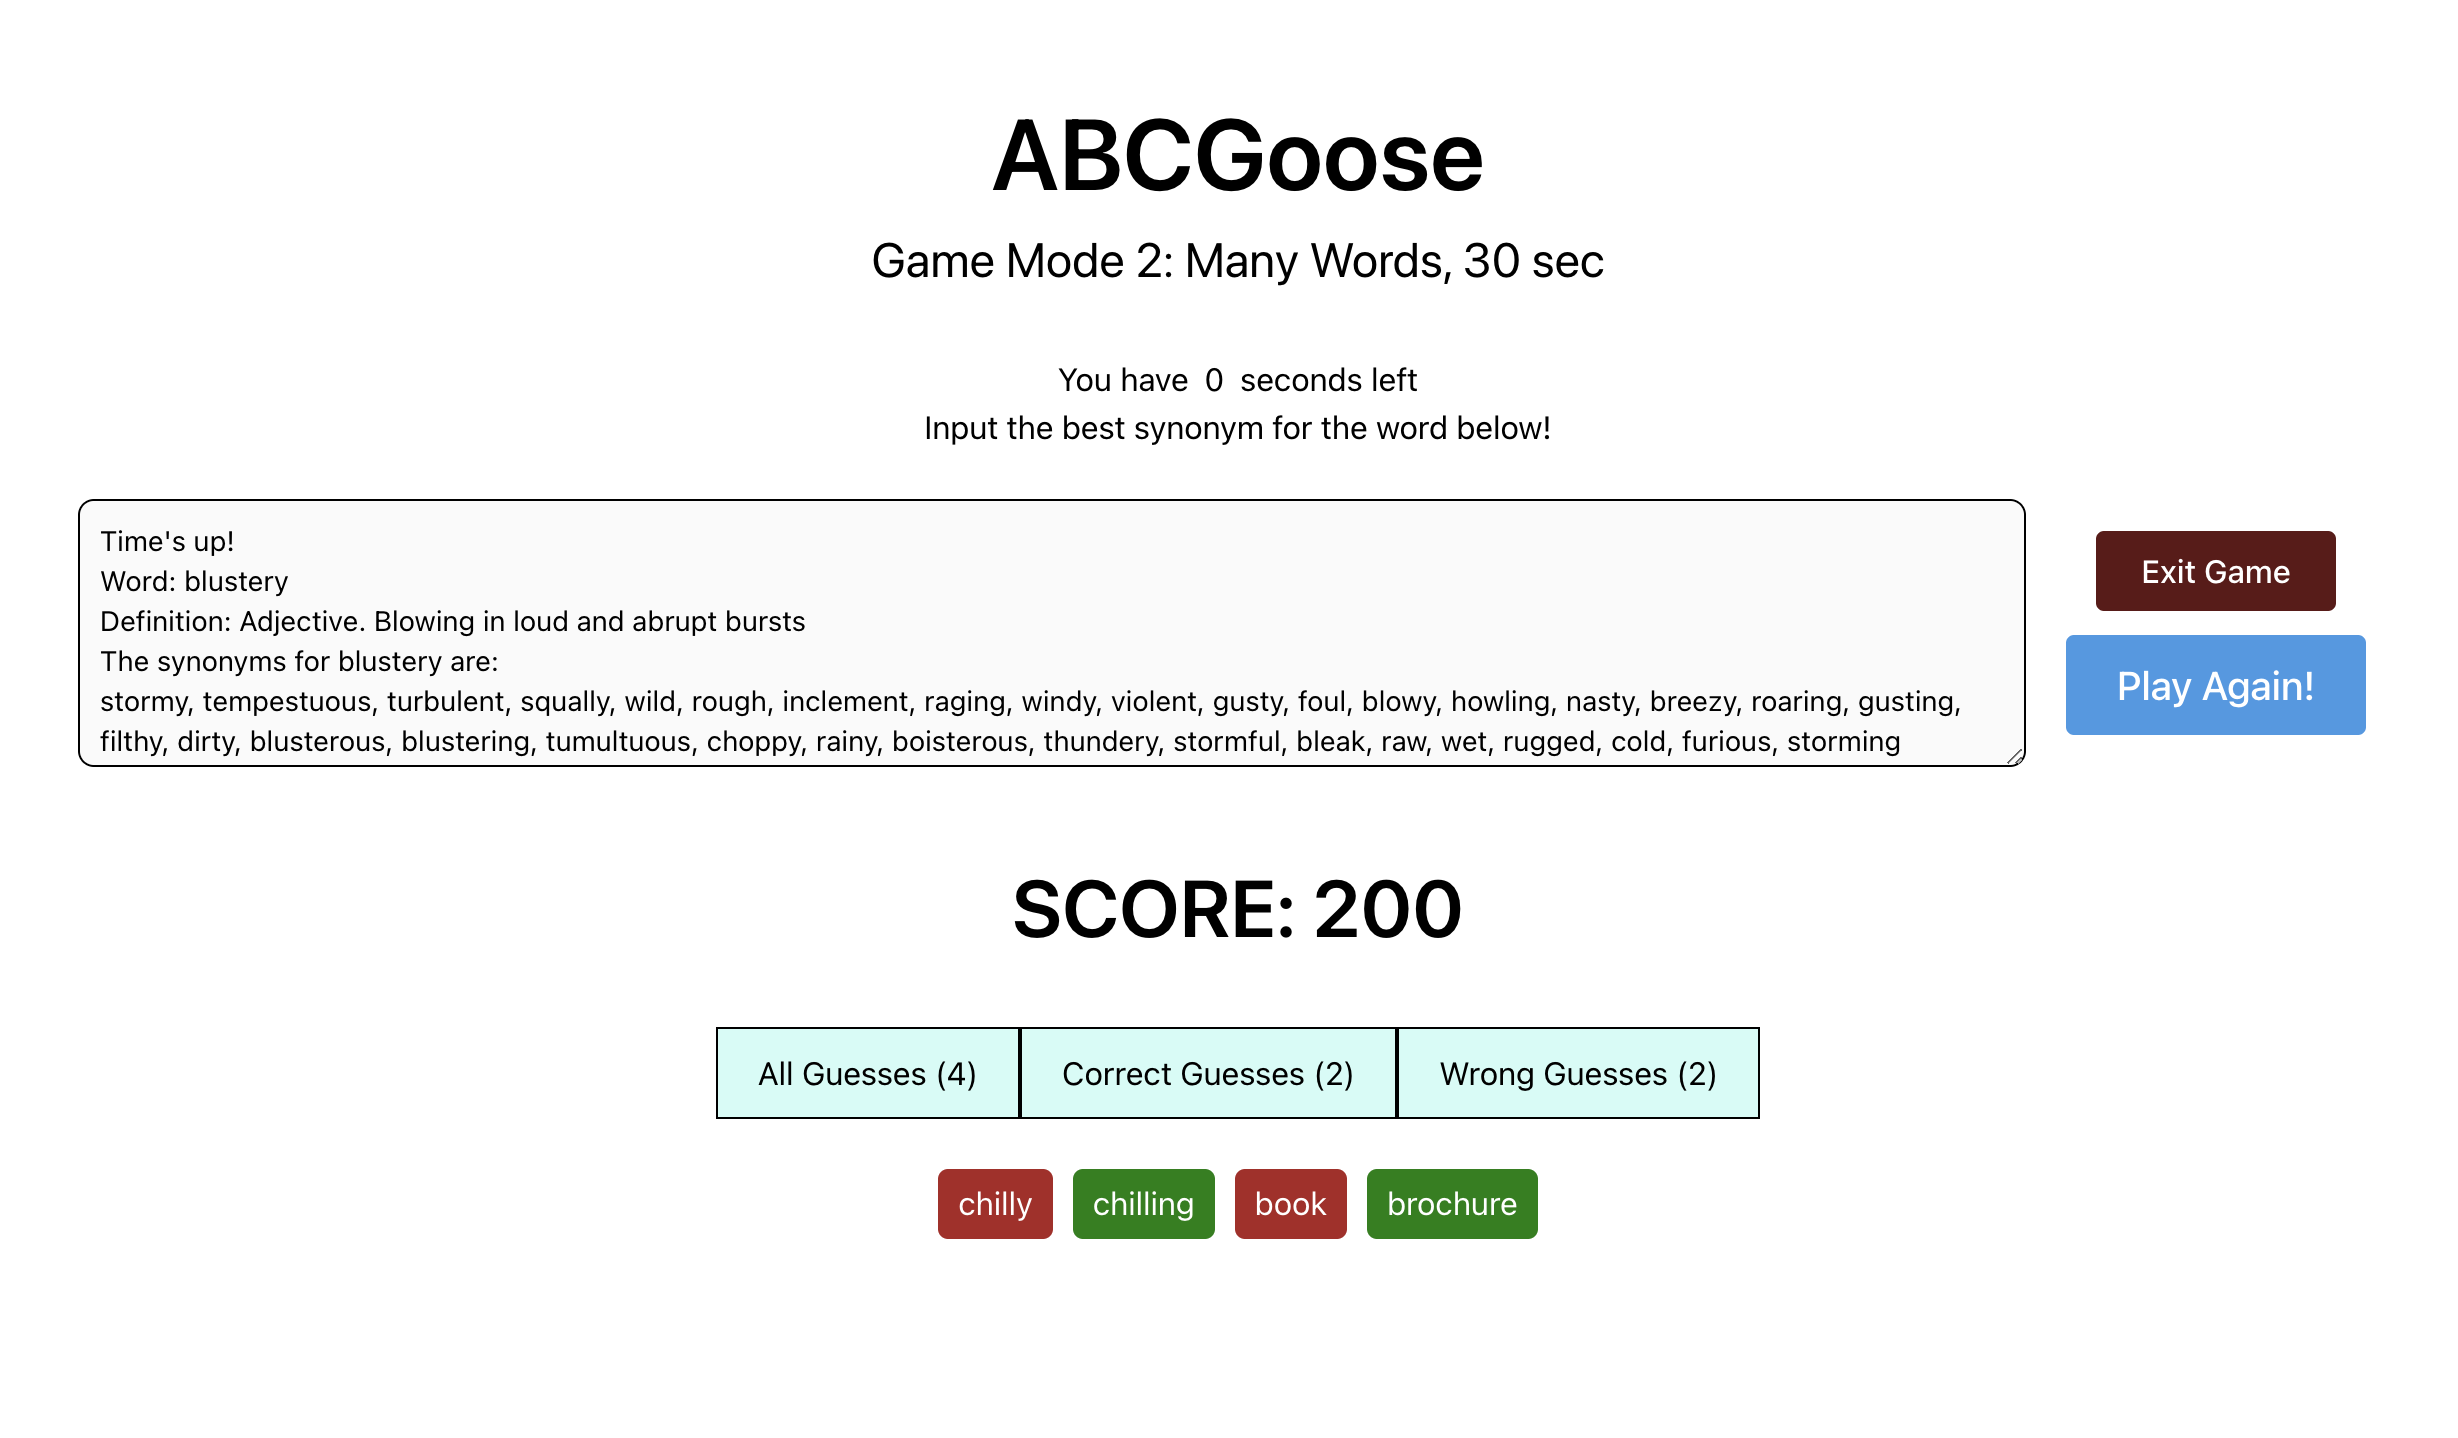 ABCGoose
Game Mode 2: Many Words, 30 sec
You have 0 seconds left
Input the best synonym for the word below!
Time's up!
Word: blustery
Definition: Adjective. Blowing in loud and abrupt bursts
The synonyms for blustery are:
stormy, tempestuous, turbulent, squally, wild, rough, inclement, raging, windy, violent, gusty, foul, blowy, howling, nasty, breezy, roaring, gusting,
filthy, dirty, blusterous, blustering, tumultuous, choppy, rainy, boisterous, thundery, stormful, bleak, raw, wet, rugged, cold, furious, storming
Exit Game
Play Again!
SCORE: 200
All Guesses (4) Correct Guesses (2) Wrong Guesses (2)
chilly chilling book brochure